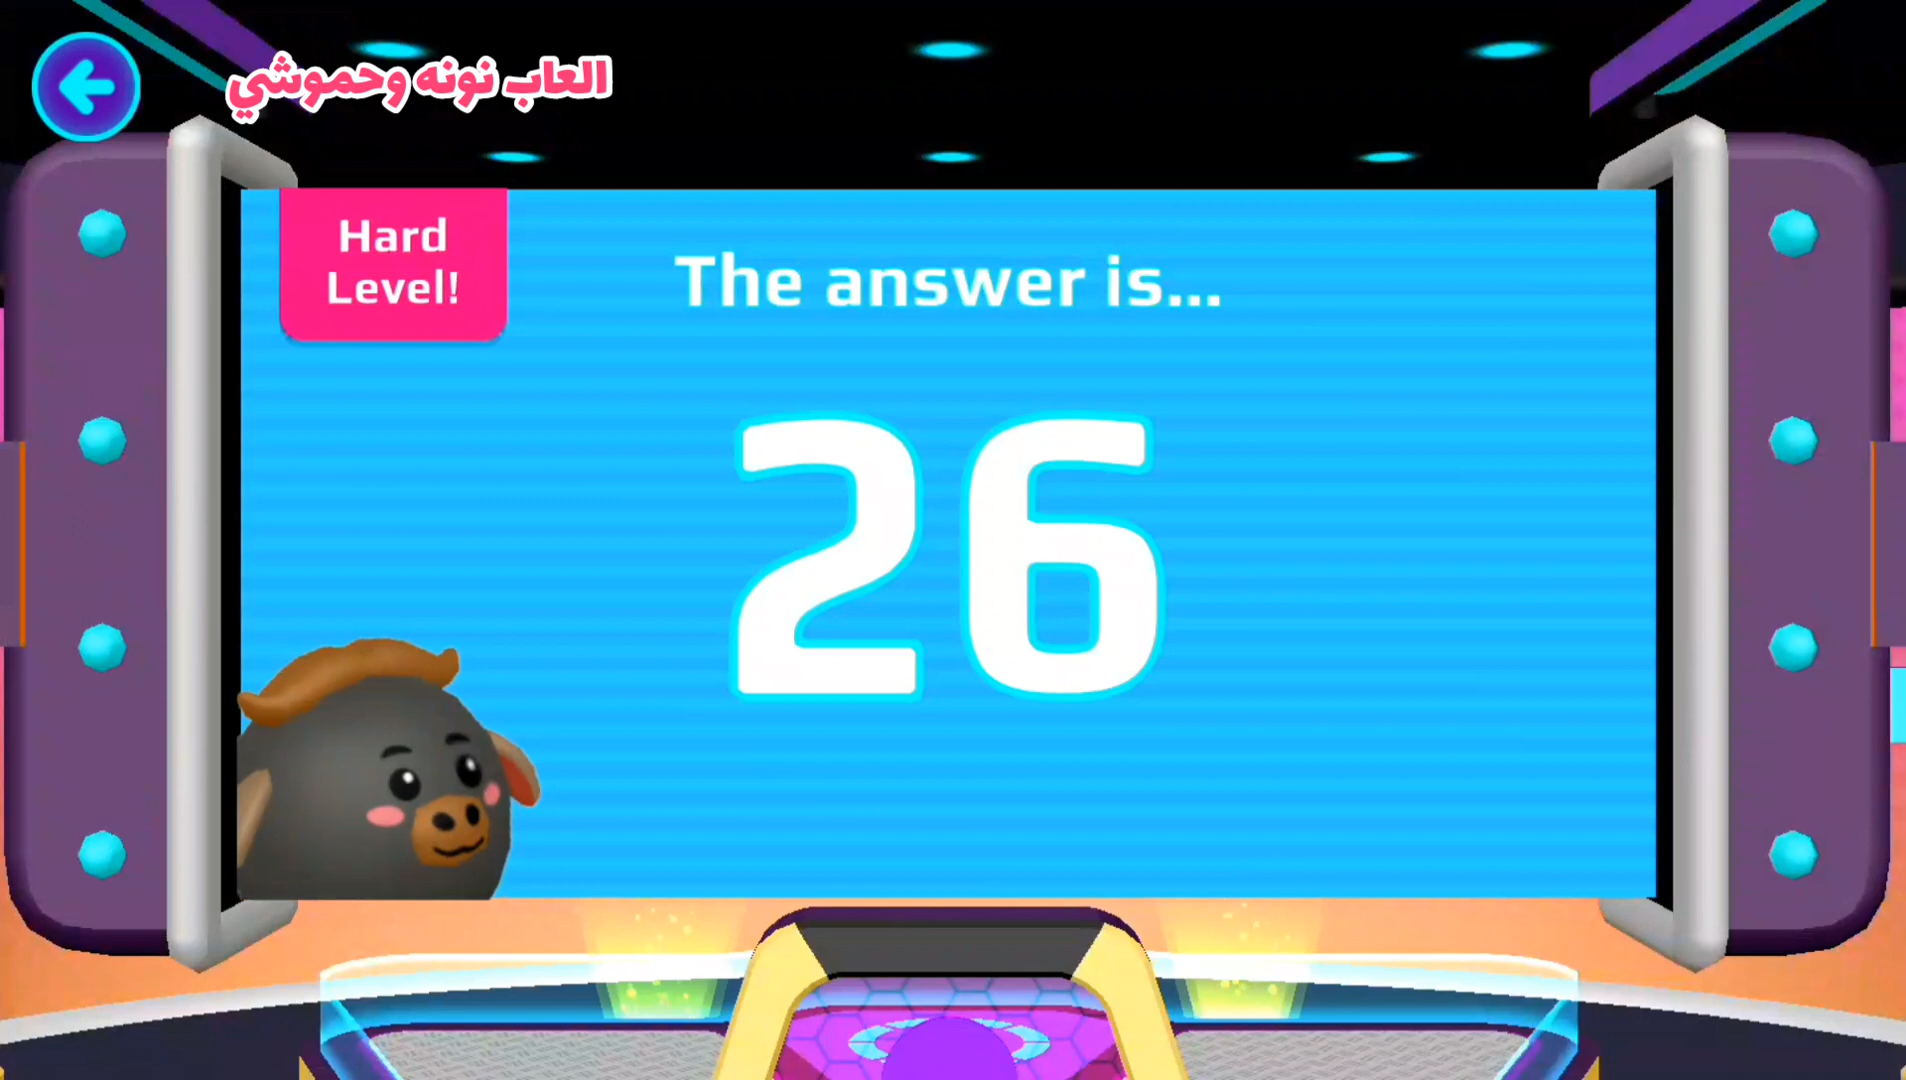 العاب نونه وحموشي
Hard
Level!
The answer is...
26